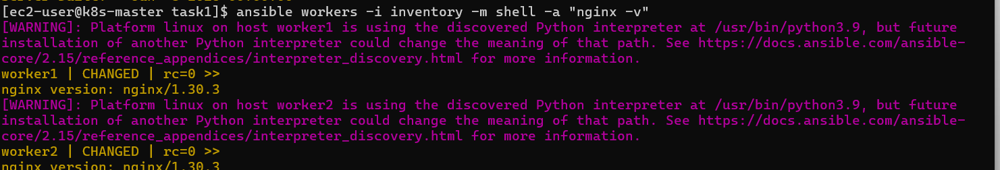 [ec2-user@k8s-master task1]$ ansible workers -i inventory -m shell -a "nginx -v"
[WARNING]: Platform linux on host worker1 is using the discovered Python interpreter at /usr/bin/python3.9, but future
installation of another Python interpreter could change the meaning of that path. See https://docs.ansible.com/ansible-
core/2.15/reference_appendices/interpreter_discovery.html for more information.
worker1 | CHANGED | rc=0 >>
nginx version: nginx/1.30.3
[WARNING]: Platform linux on host worker2 is using the discovered Python interpreter at /usr/bin/python3.9, but future
installation of another Python interpreter could change the meaning of that path. See https://docs.ansible.com/ansible-
core/2.15/reference_appendices/interpreter_discovery.html for more information.
worker2 | CHANGED | rc=0 >>
nginx version: nginx/1.30.3